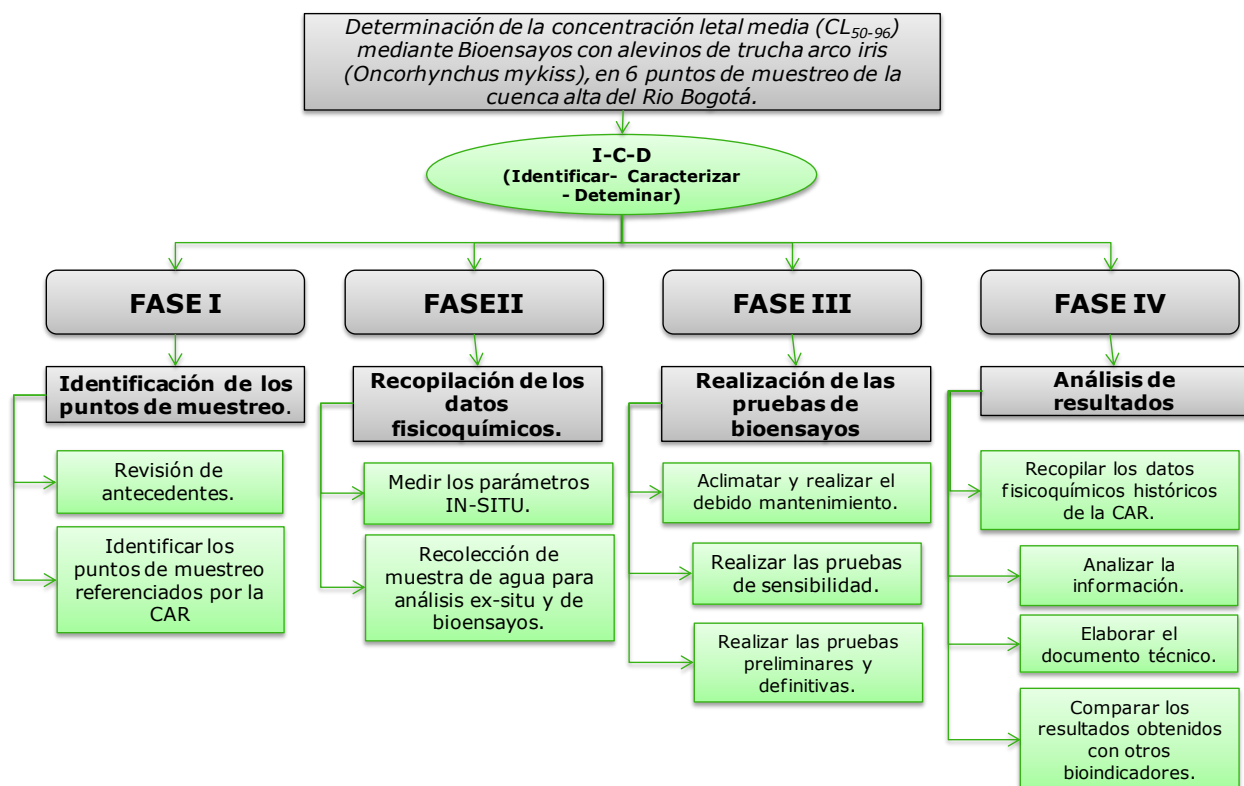 Determinación de la concentración letal media (CL50-96)
mediante Bioensayos con alevinos de trucha arco iris
(Oncorhynchus mykiss), en 6 puntos de muestreo de la
cuenca alta del Rio Bogotá.
I-C-D
(Identificar- Caracterizar
- Deteminar)
FASE I
Identificación de los
puntos de muestreo.
Revisión de
antecedentes.
Identificar los
puntos de muestreo
referenciados por la
CAR
FASEII
Recopilación de los
datos
fisicoquímicos.
Medir los parámetros
IN-SITU.
Recolección de
muestra de agua para
análisis ex-situ y de
bioensayos.
FASE III
Realización de las
pruebas de
bioensayos
Aclimatar y realizar el
debido mantenimiento.
Realizar las pruebas
de sensibilidad.
Realizar las pruebas
preliminares y
definitivas.
FASE IV
Análisis de
resultados
Recopilar los datos
fisicoquímicos históricos
de la CAR.
Analizar la
información.
Elaborar el
documento técnico.
Comparar los
resultados obtenidos
con otros
bioindicadores.